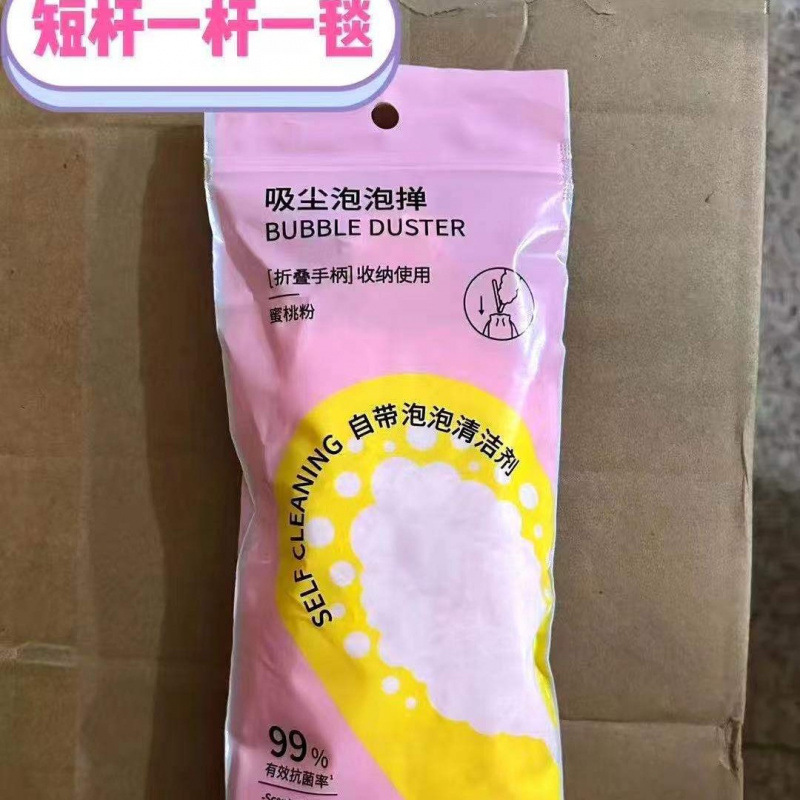 短杆一杆一毯
吸尘泡泡掸
BUBBLE DUSTER
[折叠手柄]收纳使用
蜜桃粉
SELF CLEANING 自带泡泡清洁剂
99%
有效抗菌率¹